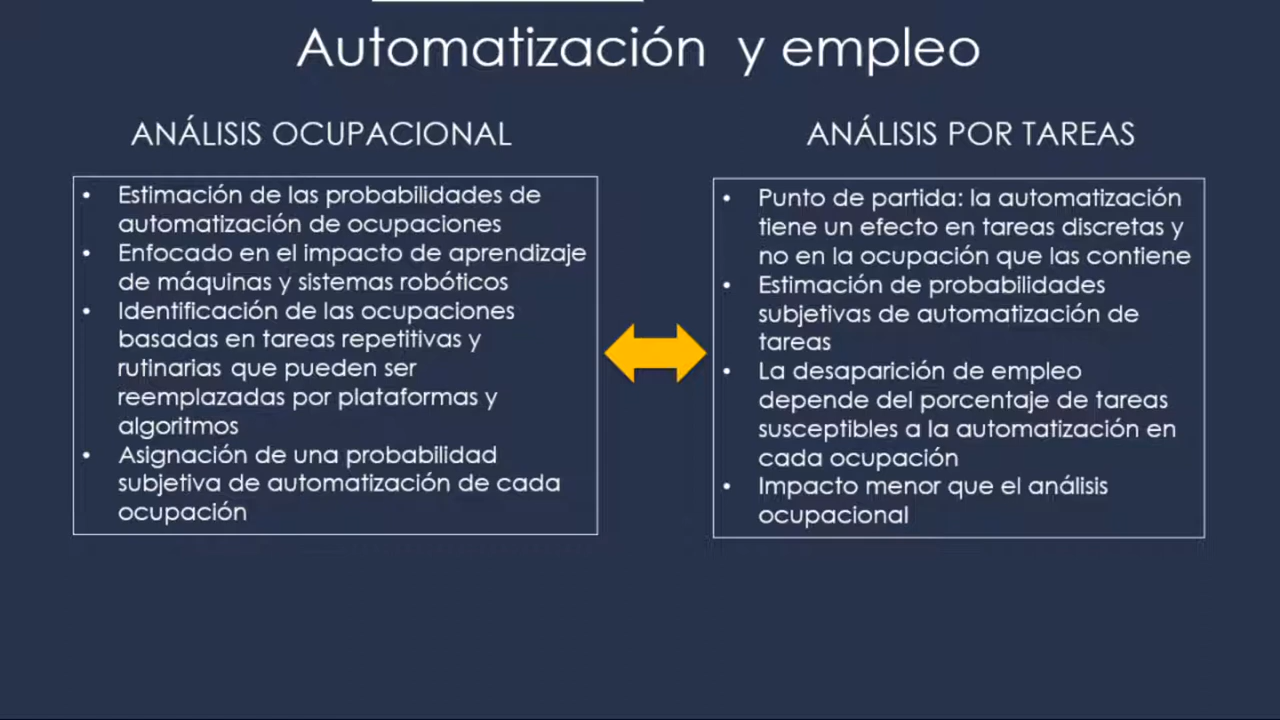 Automatización y empleo
ANÁLISIS OCUPACIONAL
• Estimación de las probabilidades de
automatización de ocupaciones
• Enfocado en el impacto de aprendizaje
de máquinas y sistemas robóticos
• Identificación de las ocupaciones
basadas en tareas repetitivas y
rutinarias que pueden ser
reemplazadas por plataformas y
algoritmos
• Asignación de una probabilidad
subjetiva de automatización de cada
ocupación
ANÁLISIS POR TAREAS
• Punto de partida: la automatización
tiene un efecto en tareas discretas y
no en la ocupación que las contiene
• Estimación de probabilidades
subjetivas de automatización de
tareas
• La desaparición de empleo
depende del porcentaje de tareas
susceptibles a la automatización en
cada ocupación
• Impacto menor que el análisis
ocupacional